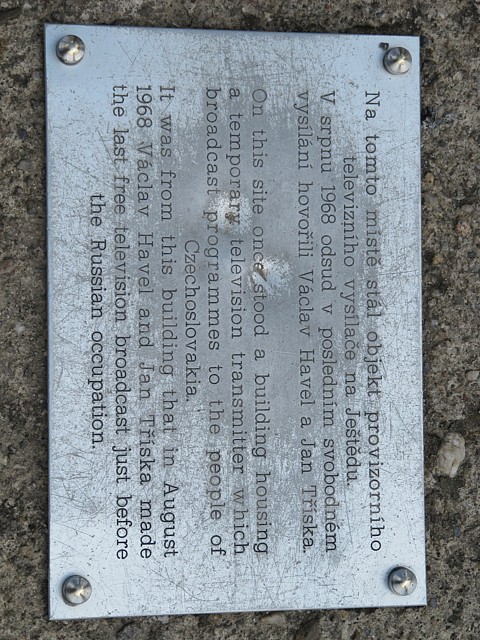 Na tomto místě stál objekt provizorního
televizního vysílače na Ještědu.
V srpnu 1968 odsud v posledním svobodném
vysílání hovořili Václav Havel a Jan Tříska.
On this site once stood a building housing
a temporary television transmitter which
broadcast programmes to the people of
Czechoslovakia.
It was from this building that in August
1968 Václav Havel and Jan Tříska made
the last free television broadcast just before
the Russian occupation.